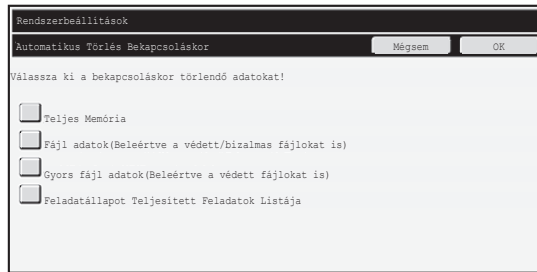 Rendszerbeállítások
Automatikus Törlés Bekapcsoláskor Mégsem OK
Válassza ki a bekapcsoláskor törlendő adatokat!
Teljes Memória
Fájl adatok(Beleértve a védett/bizalmas fájlokat is)
Gyors fájl adatok(Beleértve a védett fájlokat is)
Feladatállapot Teljesített Feladatok Listája